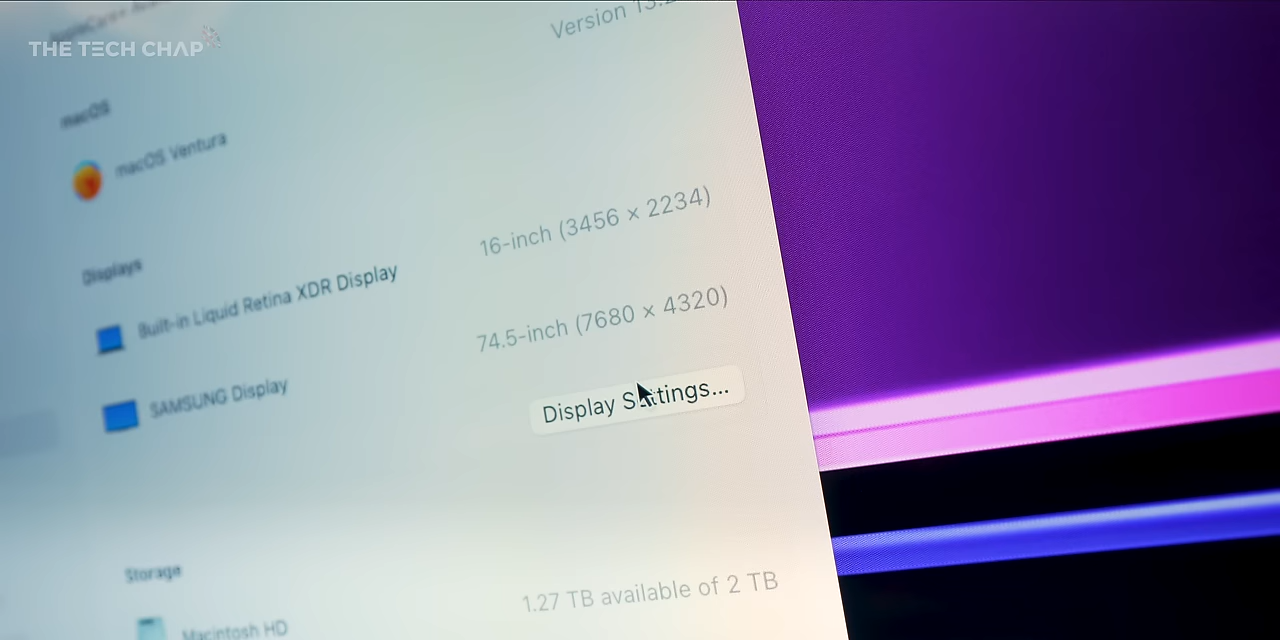 THE TECH CHAP
Version 13.2
macOS
macOS Ventura
Displays
Built-in Liquid Retina XDR Display
16-inch (3456 × 2234)
SAMSUNG Display
74.5-inch (7680 × 4320)
Display Settings...
Storage
Macintosh HD
1.27 TB available of 2 TB